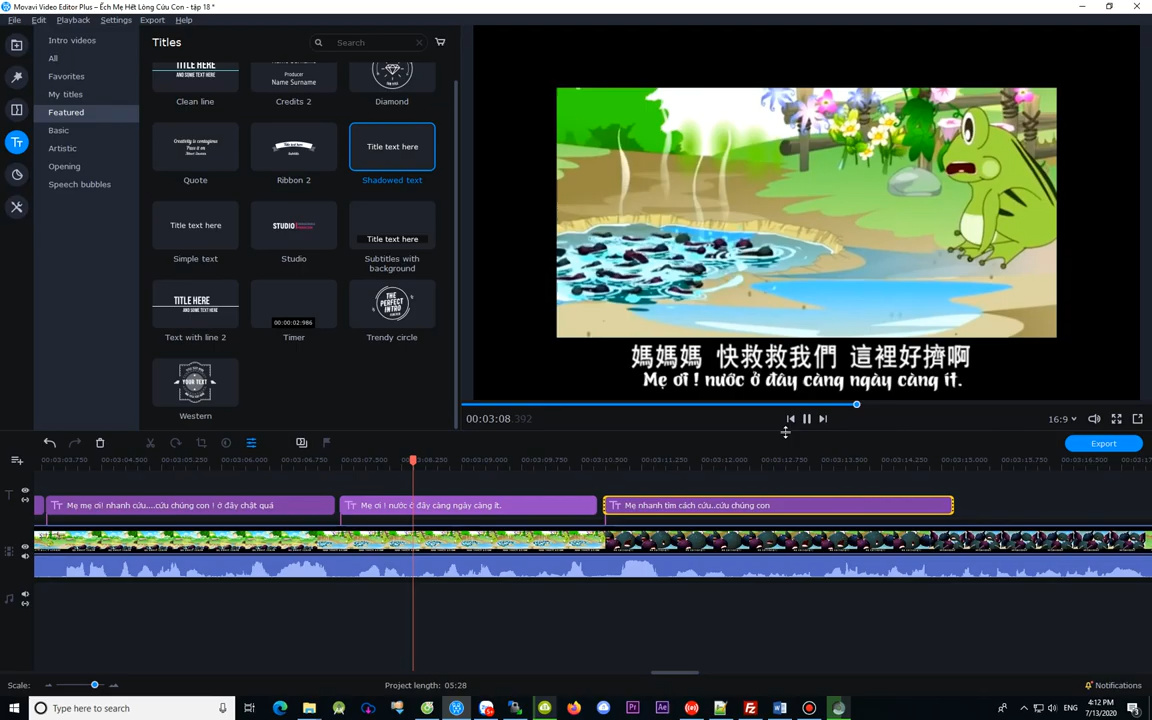 Movavi Video Editor Plus – Ếch Mẹ Hết Lòng Cứu Con - tập 18 *
File Edit Playback Settings Export Help
Intro videos
All
Favorites
My titles
Featured
Basic
Artistic
Opening
Speech bubbles
Titles
Search
TITLE HERE
AND SOME TEXT HERE
Producer
Name Surname
Clean line
Credits 2
Diamond
Title text here
Title text here
Quote
Ribbon 2
Shadowed text
Title text here
STUDIO
Title text here
Simple text
Studio
Subtitles with
background
TITLE HERE
AND SOME TEXT HERE
00:00:02:986
THE
PERFECT
INTRO
Text with line 2
Timer
Trendy circle
YOUR TEXT
Western
媽媽媽 快救救我們 這裡好擠啊
Mẹ ơi ! nước ở đây càng ngày càng ít.
00:03:08.392
16:9
Export
00:03:03.750 00:03:04.500 00:03:05.250 00:03:06.000 00:03:06.750 00:03:07.500 00:03:08.250 00:03:09.000 00:03:09.750 00:03:10.500 00:03:11.250 00:03:12.000 00:03:12.750 00:03:13.500 00:03:14.250 00:03:15.000 00:03:15.750 00:03:16.500
Mẹ mẹ ơi! nhanh cứu....cứu chúng con ! ở đây chật quá
Mẹ ơi ! nước ở đây càng ngày càng ít.
Mẹ nhanh tìm cách cứu..cứu chúng con
Scale:
Project length: 05:28
Notifications
Type here to search
ENG
4:12 PM
7/13/2020